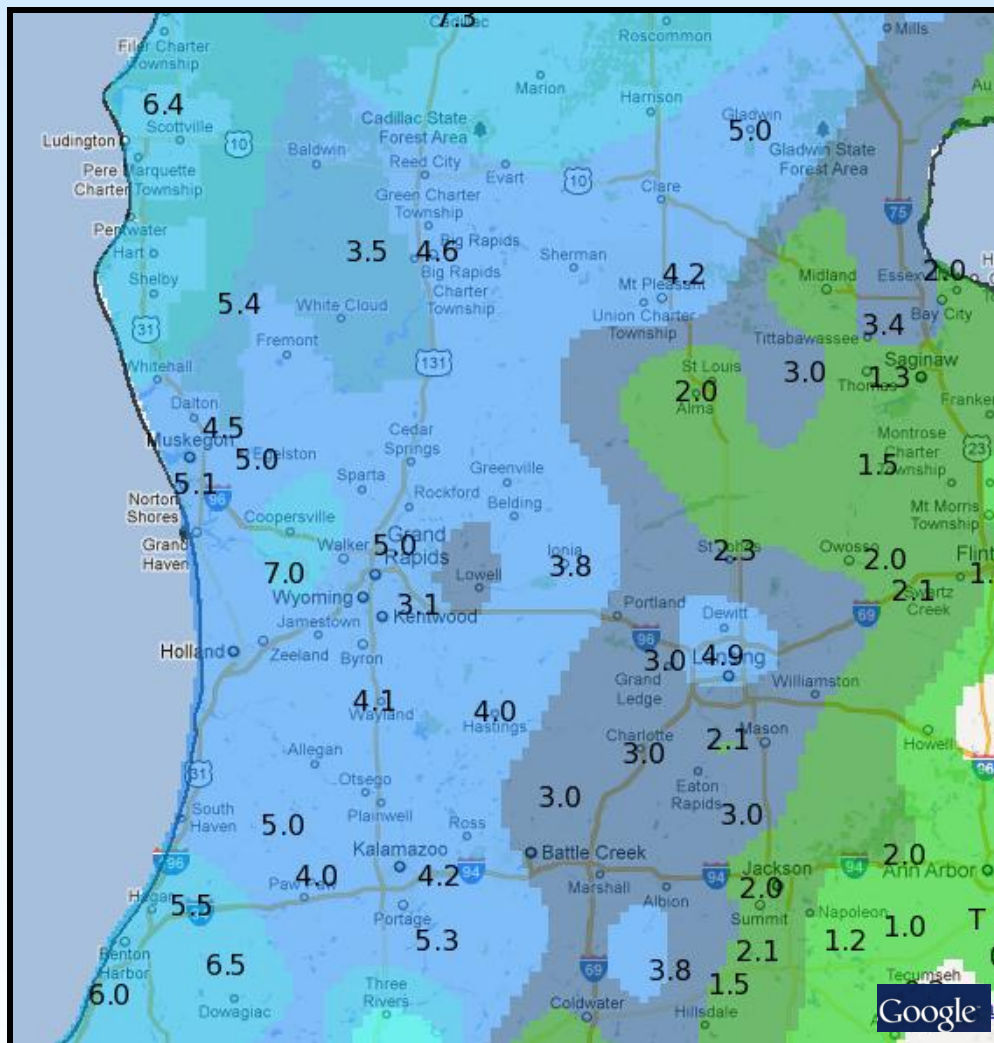 7.3
Cadillac
Roscommon
Mills
Filer Charter
Township
Marion
Harrison
Au
6.4
Scottville
Ludington
10
Cadillac State
Forest Area
Gladwin
5.0
Gladwin State
Forest Area
Baldwin
Reed City
Evart
10
Clare
Pere Marquette
Charter Township
Green Charter
Township
75
Pentwater
Hart
3.5
4.6
Big Rapids
Big Rapids
Charter
Township
Sherman
4.2
Mt Pleasant
Union Charter
Township
Midland
2.0
Shelby
5.4
White Cloud
Bay City
31
Fremont
131
3.4
Tittabawassee
Saginaw
Whitehall
St Louis
2.0
Alma
3.0
Thomas
1.3
Dalton
4.5
Muskegon
5.0
Egelston
Cedar
Springs
Montrose
Charter
Township
23
1.5
5.1
96
Sparta
Greenville
Norton
Shores
Rockford
Belding
Mt Morris
Township
Coopersville
Grand
Haven
Walker
5.0
Grand
Rapids
Ionia
3.8
St Johns
2.3
Owosso
2.0
Flint
7.0
Lowell
1.
Wyoming
2.1
Swartz
Creek
3.1
Kentwood
Portland
Dewitt
69
Jamestown
96
Holland
Zeeland
Byron
3.0
4.9
Lansing
Grand
Ledge
Williamston
4.1
Wayland
4.0
Hastings
Charlotte
3.0
2.1
Mason
Howell
Allegan
31
96
Otsego
Eaton
Rapids
Plainwell
3.0
3.0
South
Haven
5.0
Ross
Kalamazoo
Battle Creek
96
4.0
Paw Paw
4.2
94
Marshall
94
Jackson
94
2.0
Ann Arbor
Albion
2.0
5.5
Portage
Summit
Napoleon
1.0
T
5.3
1.2
Benton
Harbor
6.5
2.1
69
3.8
Tecumseh
6.0
Dowagiac
Three
Rivers
1.5
Coldwater
Hillsdale
Google